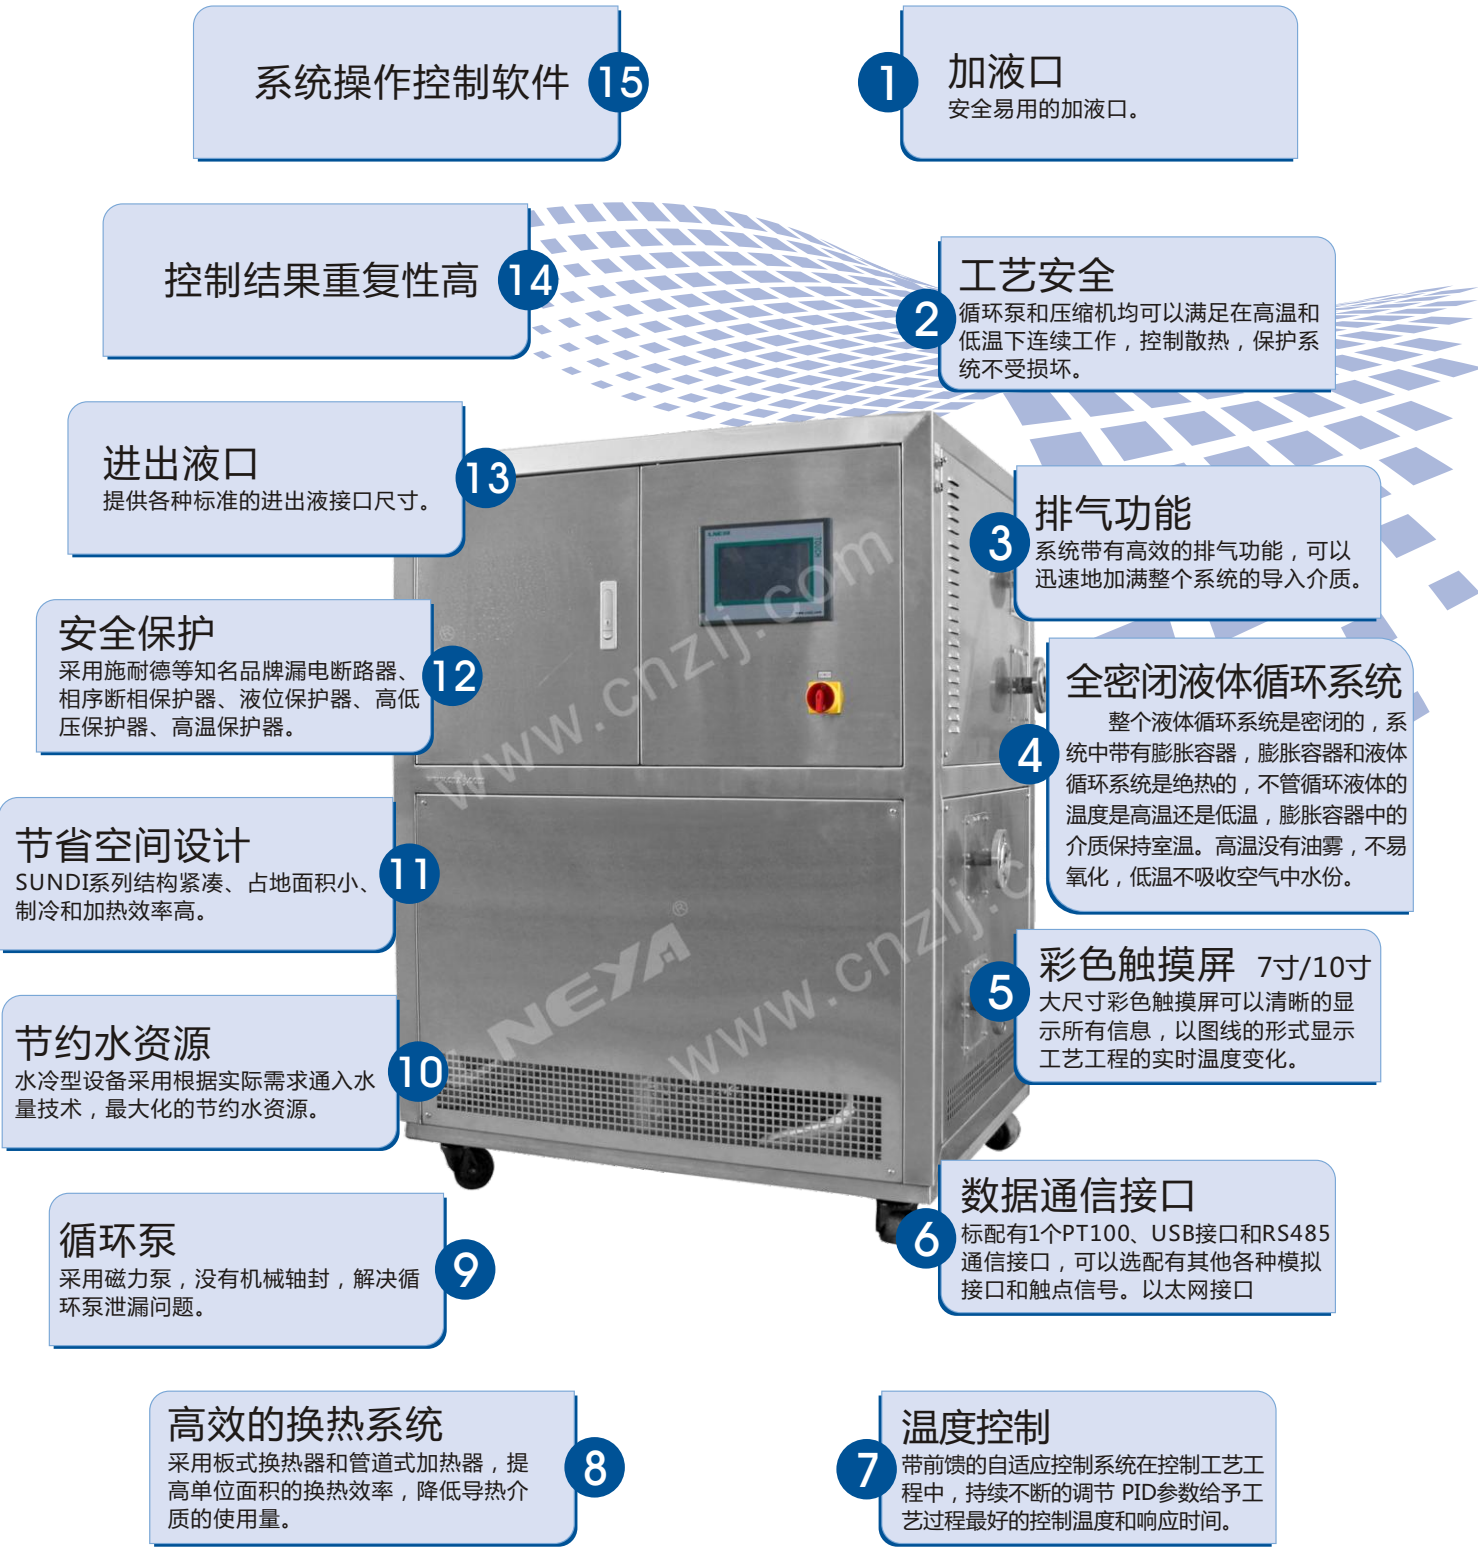 系统操作控制软件
15
1
加液口
安全易用的加液口。
控制结果重复性高
14
2
工艺安全
循环泵和压缩机均可以满足在高温和
低温下连续工作，控制散热，保护系
统不受损坏。
进出液口
提供各种标准的进出液接口尺寸。
13
3
排气功能
系统带有高效的排气功能，可以
迅速地加满整个系统的导入介质。
安全保护
采用施耐德等知名品牌漏电断路器、
相序断相保护器、液位保护器、高低
压保护器、高温保护器。
12
4
全密闭液体循环系统
整个液体循环系统是密闭的，系
统中带有膨胀容器，膨胀容器和液体
循环系统是绝热的，不管循环液体的
温度是高温还是低温，膨胀容器中的
介质保持室温。高温没有油雾，不易
氧化，低温不吸收空气中水份。
节省空间设计
SUNDI系列结构紧凑、占地面积小、
制冷和加热效率高。
11
5
彩色触摸屏 7寸/10寸
大尺寸彩色触摸屏可以清晰的显
示所有信息，以图线的形式显示
工艺工程的实时温度变化。
节约水资源
水冷型设备采用根据实际需求通入水
量技术，最大化的节约水资源。
10
6
数据通信接口
标配有1个PT100、USB接口和RS485
通信接口，可以选配有其他各种模拟
接口和触点信号。以太网接口
循环泵
采用磁力泵，没有机械轴封，解决循
环泵泄漏问题。
9
高效的换热系统
采用板式换热器和管道式加热器，提
高单位面积的换热效率，降低导热介
质的使用量。
8
7
温度控制
带前馈的自适应控制系统在控制工艺工
程中，持续不断的调节 PID参数给予工
艺过程最好的控制温度和响应时间。
TOUCH
www.cnzlj.com
®
NEYA®
www.cnzlj.c